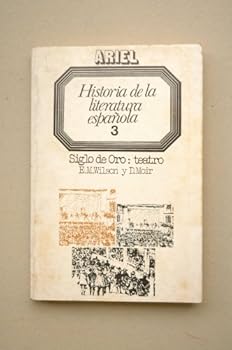 ARIEL
Historia de la
literatura
española
3
Siglo de Oro: teatro
E.M.Wilson y D.Moir